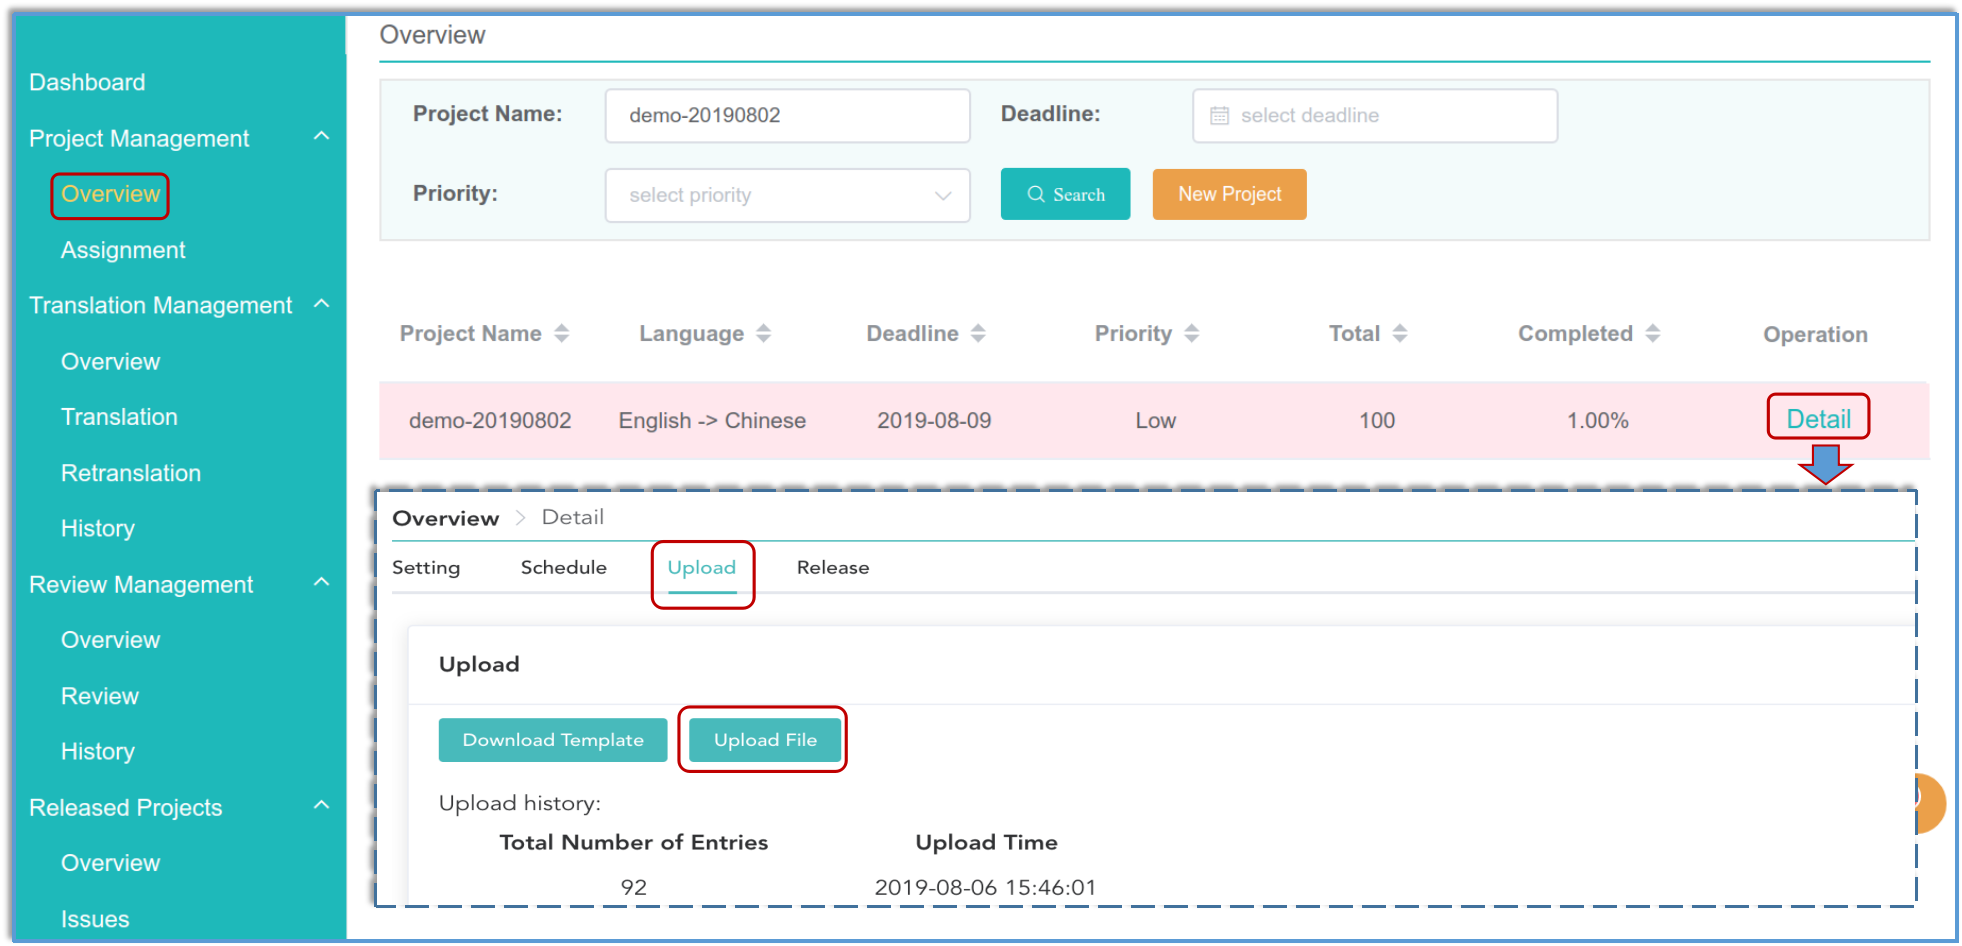 Dashboard
Project Management
Overview
Assignment
Translation Management
Overview
Translation
Retranslation
History
Review Management
Overview
Review
History
Released Projects
Overview
Issues
Overview
Project Name: demo-20190802 Deadline: select deadline
Priority: select priority Search New Project
Project Name Language Deadline Priority Total Completed Operation
demo-20190802 English -> Chinese 2019-08-09 Low 100 1.00% Detail
Overview > Detail
Setting Schedule Upload Release
Upload
Download Template Upload File
Upload history:
Total Number of Entries Upload Time
92 2019-08-06 15:46:01